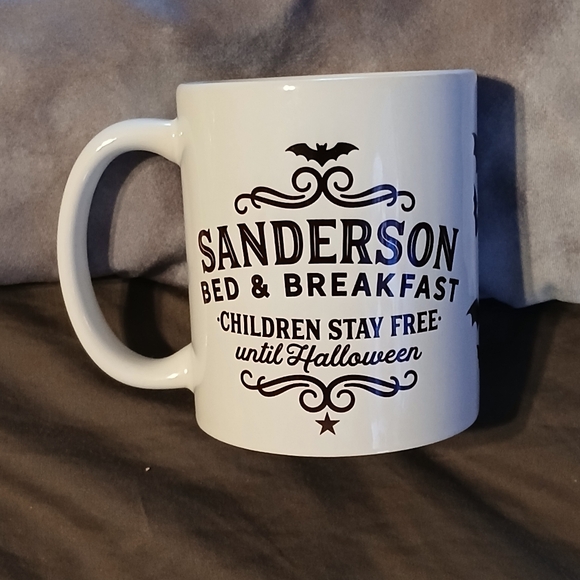 SANDERSON
BED & BREAKFAST
·CHILDREN STAY FREE·
until Halloween